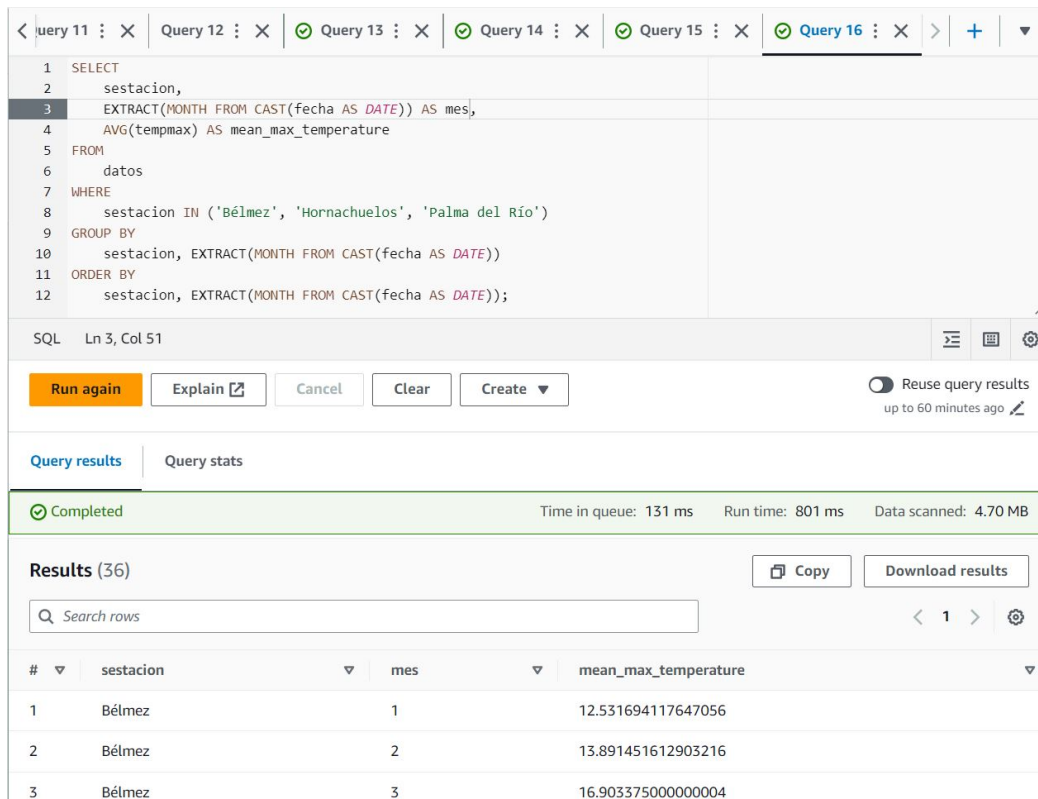 uery 11 Query 12 Query 13 Query 14 Query 15 Query 16
1 SELECT
2 sestacion,
3 EXTRACT(MONTH FROM CAST(fecha AS DATE)) AS mes,
4 AVG(tempmax) AS mean_max_temperature
5 FROM
6 datos
7 WHERE
8 sestacion IN ('Bélmez', 'Hornachuelos', 'Palma del Río')
9 GROUP BY
10 sestacion, EXTRACT(MONTH FROM CAST(fecha AS DATE))
11 ORDER BY
12 sestacion, EXTRACT(MONTH FROM CAST(fecha AS DATE));
SQL Ln 3, Col 51
Run again Explain Cancel Clear Create Reuse query results
up to 60 minutes ago
Query results Query stats
Completed Time in queue: 131 ms Run time: 801 ms Data scanned: 4.70 MB
Results (36) Copy Download results
Search rows 1
# sestacion mes mean_max_temperature
1 Bélmez 1 12.531694117647056
2 Bélmez 2 13.891451612903216
3 Bélmez 3 16.903375000000004